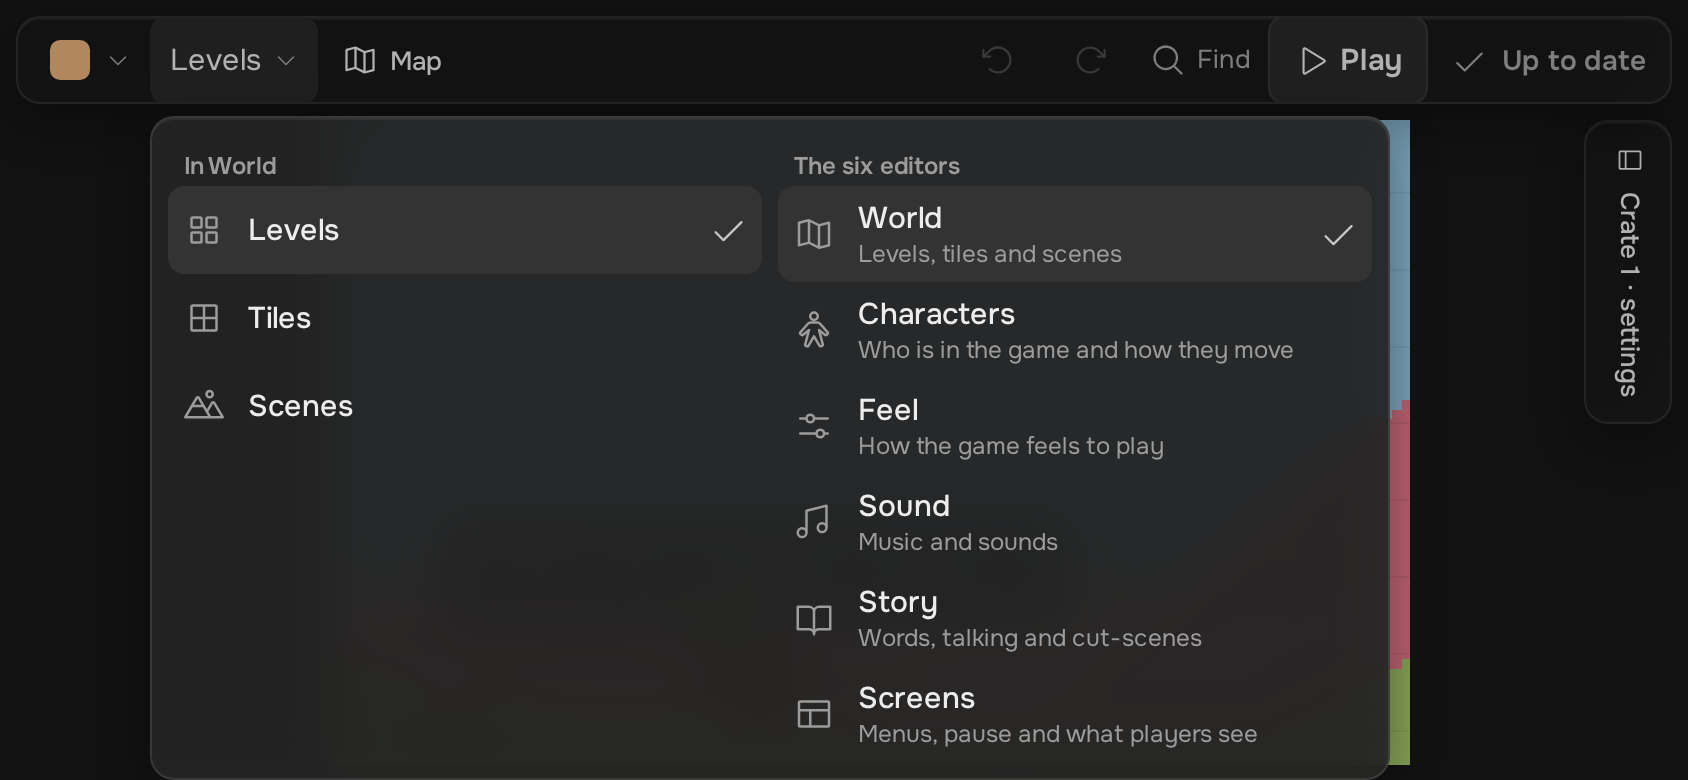 Levels
Map
Find
Play
Up to date
In World
Levels
Tiles
Scenes
The six editors
World
Levels, tiles and scenes
Characters
Who is in the game and how they move
Feel
How the game feels to play
Sound
Music and sounds
Story
Words, talking and cut-scenes
Screens
Menus, pause and what players see
Crate 1 · settings